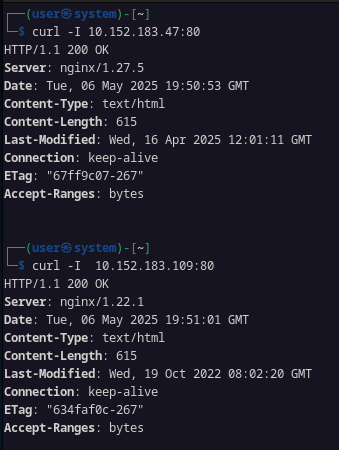 ┌──(user㉿system)-[~]
└─$ curl -I 10.152.183.47:80
HTTP/1.1 200 OK
Server: nginx/1.27.5
Date: Tue, 06 May 2025 19:50:53 GMT
Content-Type: text/html
Content-Length: 615
Last-Modified: Wed, 16 Apr 2025 12:01:11 GMT
Connection: keep-alive
ETag: "67ff9c07-267"
Accept-Ranges: bytes
┌──(user㉿system)-[~]
└─$ curl -I  10.152.183.109:80
HTTP/1.1 200 OK
Server: nginx/1.22.1
Date: Tue, 06 May 2025 19:51:01 GMT
Content-Type: text/html
Content-Length: 615
Last-Modified: Wed, 19 Oct 2022 08:02:20 GMT
Connection: keep-alive
ETag: "634faf0c-267"
Accept-Ranges: bytes